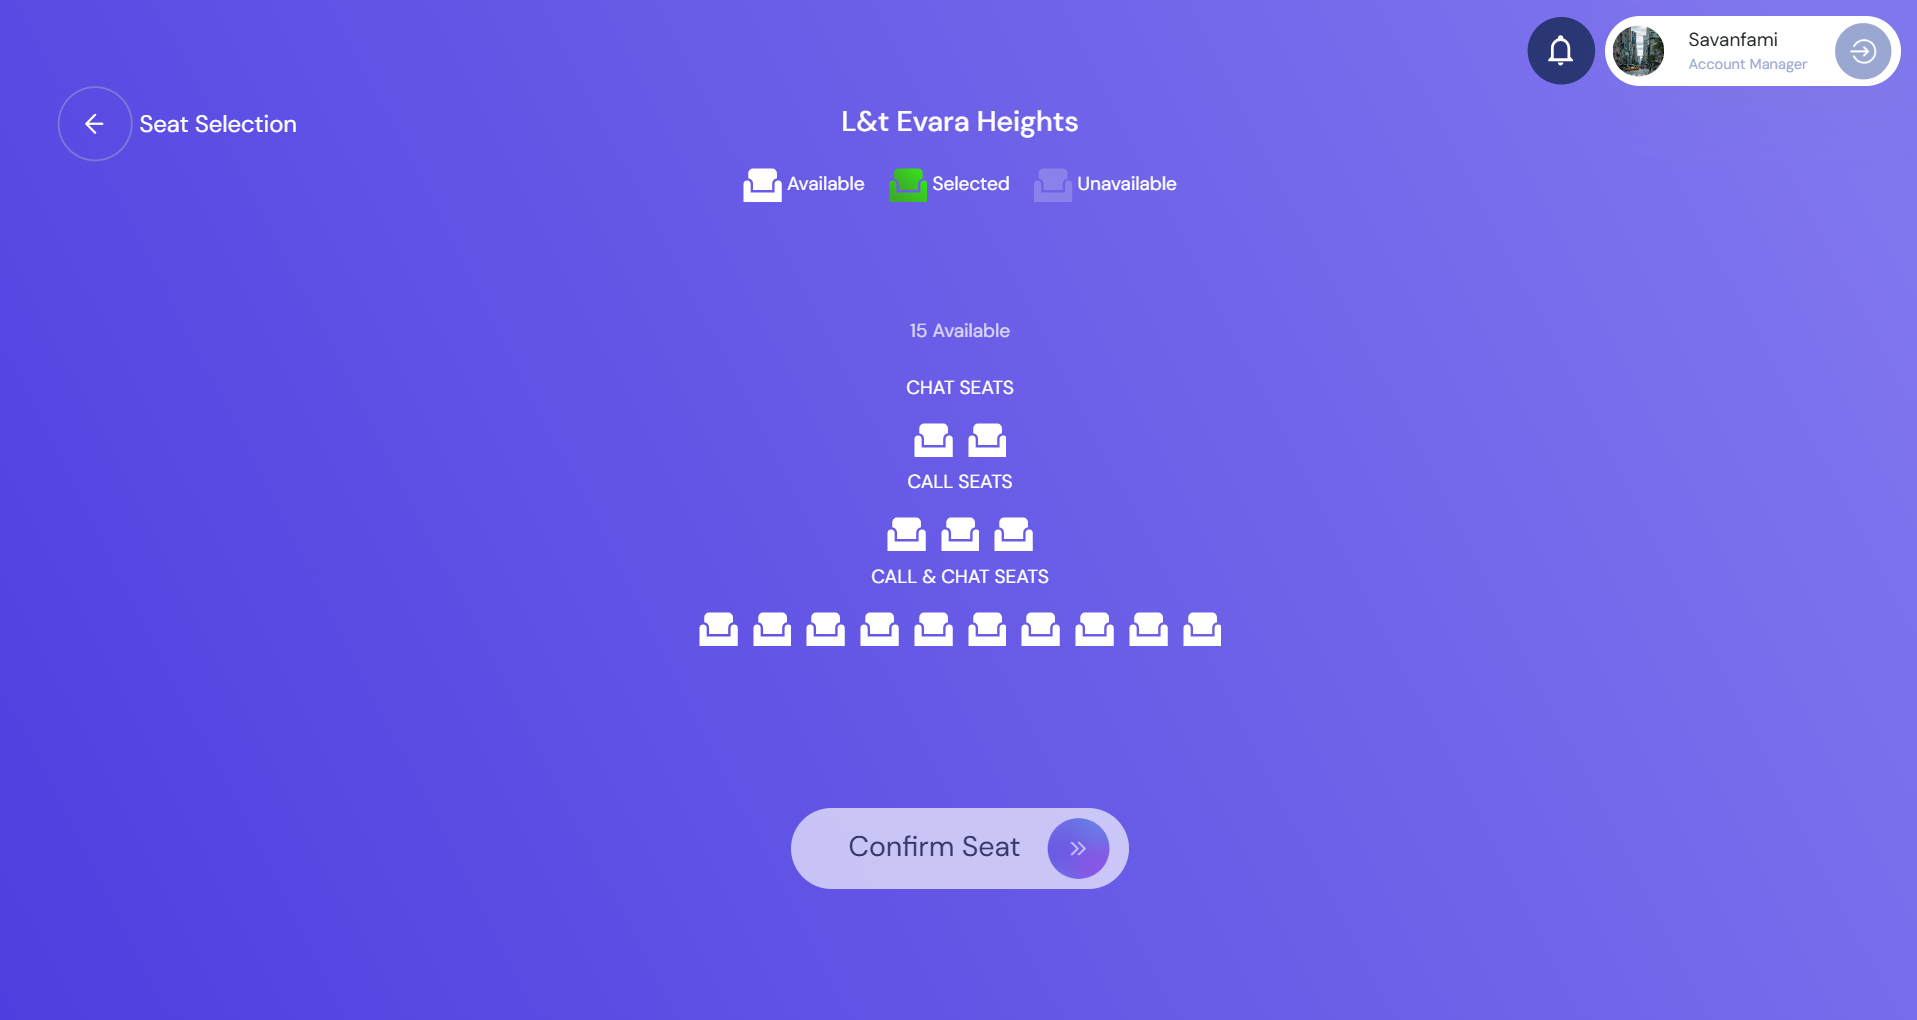 Savanfami
Account Manager
Seat Selection
L&t Evara Heights
Available
Selected
Unavailable
15 Available
CHAT SEATS
CALL SEATS
CALL & CHAT SEATS
Confirm Seat